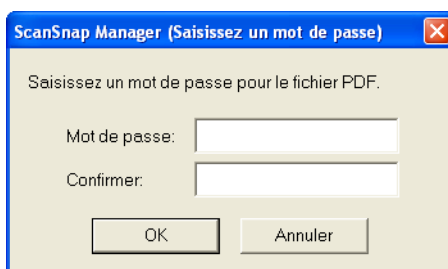 ScanSnap Manager (Saisissez un mot de passe)
Saisissez un mot de passe pour le fichier PDF.
Mot de passe:
Confirmer:
OK Annuler